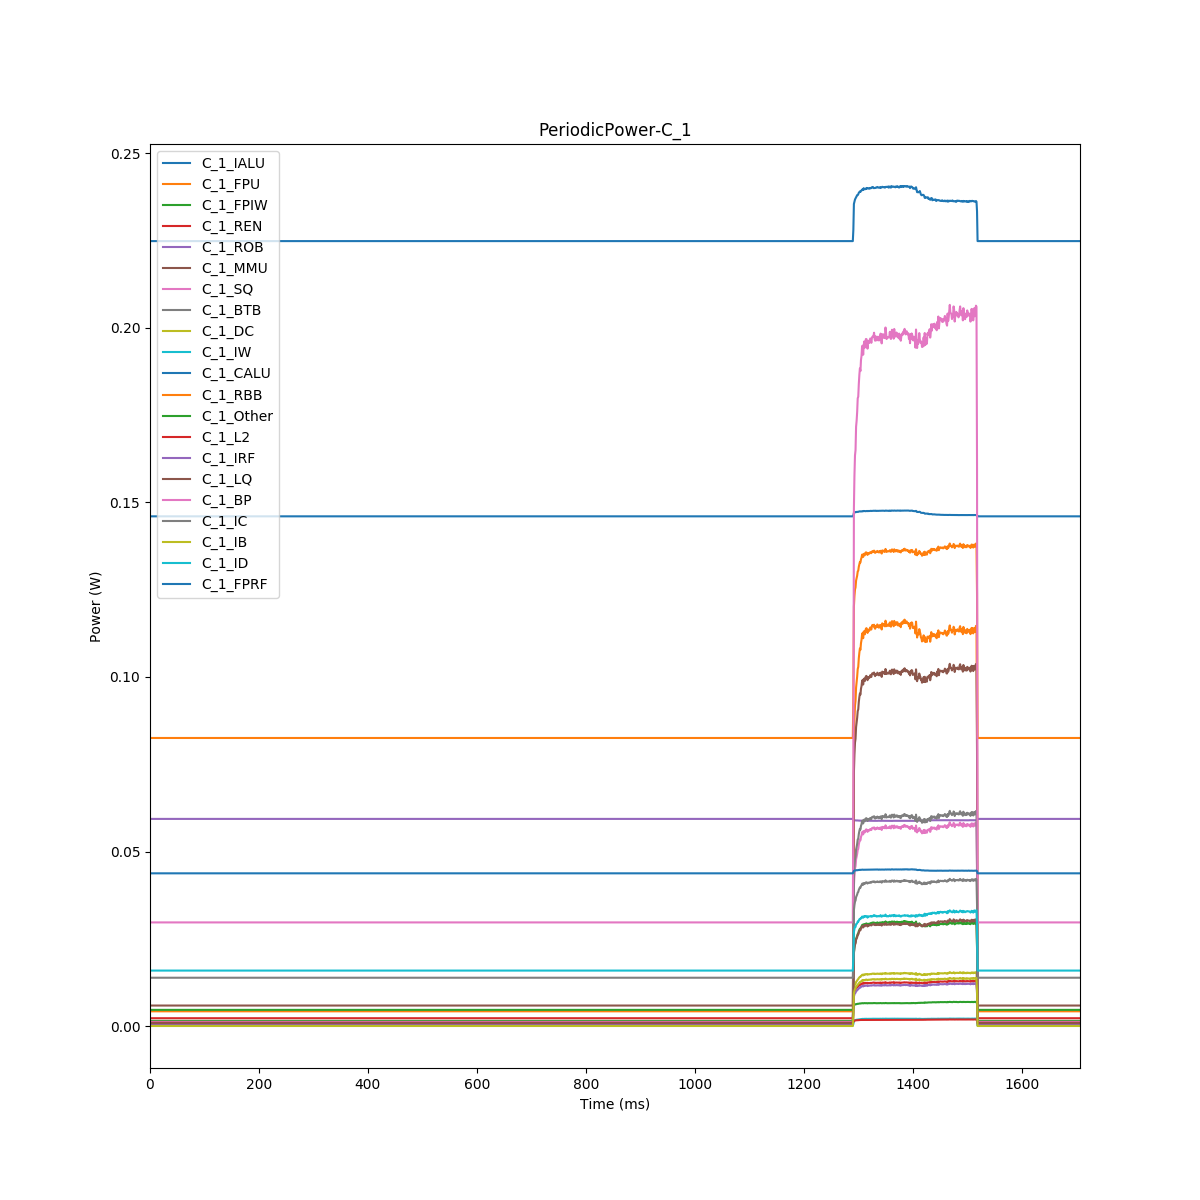 PeriodicPower-C_1
0.25
0.20
0.15
0.10
0.05
0.00
Power (W)
C_1_IALU
C_1_FPU
C_1_FPIW
C_1_REN
C_1_ROB
C_1_MMU
C_1_SQ
C_1_BTB
C_1_DC
C_1_IW
C_1_CALU
C_1_RBB
C_1_Other
C_1_L2
C_1_IRF
C_1_LQ
C_1_BP
C_1_IC
C_1_IB
C_1_ID
C_1_FPRF
0 200 400 600 800 1000 1200 1400 1600
Time (ms)